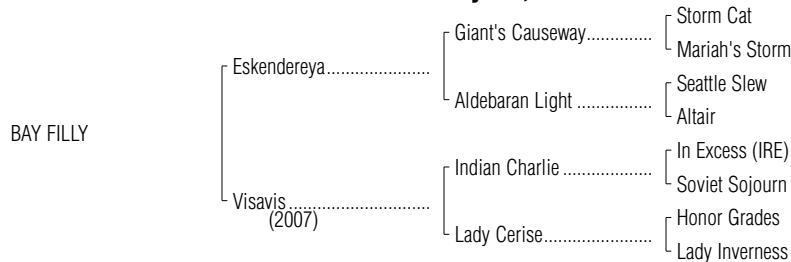 Storm Cat
Giant's Causeway..............
Mariah's Storm
Eskendereya......................
Seattle Slew
Aldebaran Light ................
Altair
BAY FILLY
In Excess (IRE)
Indian Charlie ...................
Soviet Sojourn
Visavis............................
(2007)
Honor Grades
Lady Cerise.......................
Lady Inverness